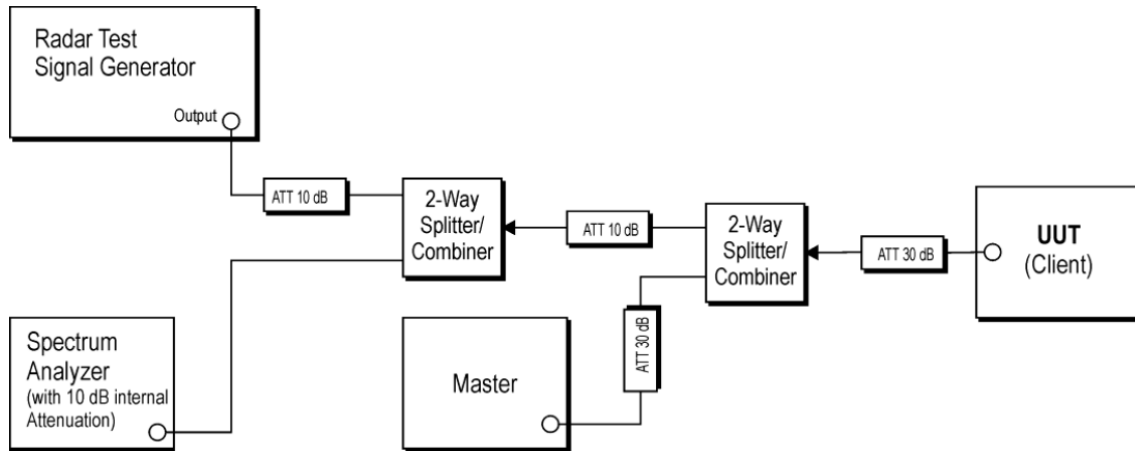 Radar Test
Signal Generator
Output
ATT 10 dB
2-Way
Splitter/
Combiner
ATT 10 dB
2-Way
Splitter/
Combiner
ATT 30 dB
UUT
(Client)
Spectrum
Analyzer
(with 10 dB internal
Attenuation)
Master
ATT 30 dB